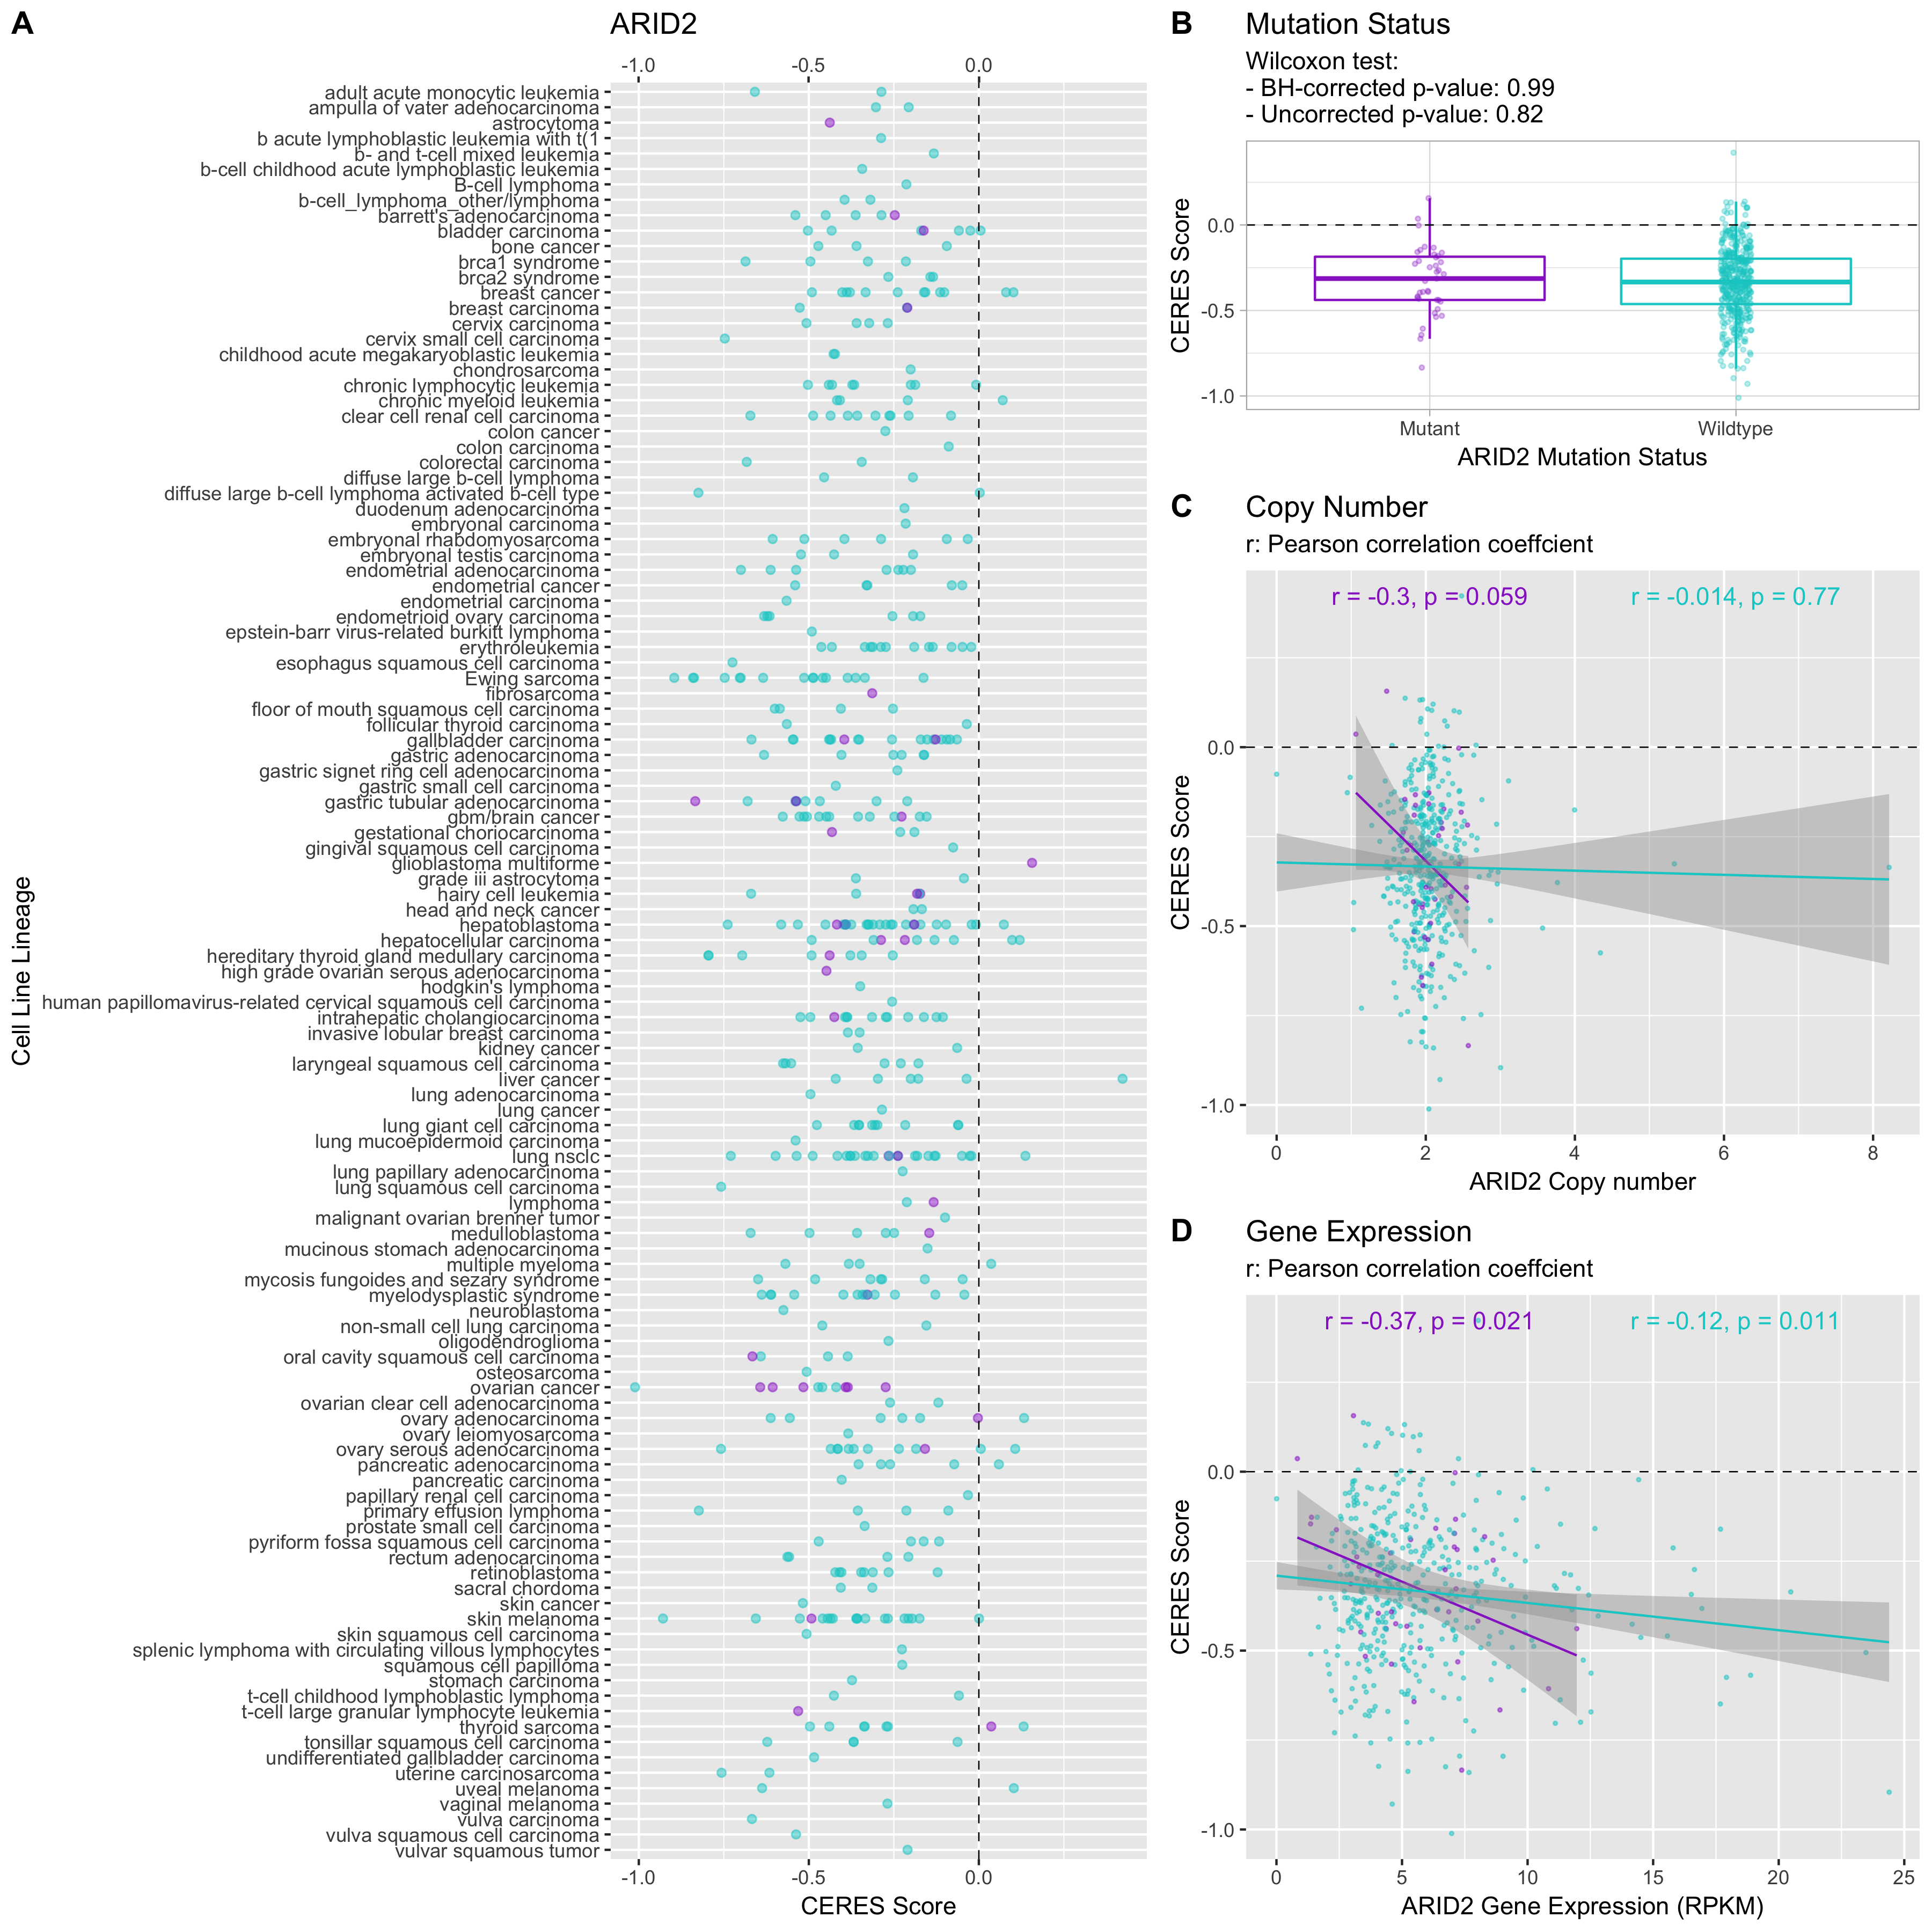 A
ARID2
-1.0 -0.5 0.0
Cell Line Lineage
adult acute monocytic leukemia
ampulla of vater adenocarcinoma
astrocytoma
b acute lymphoblastic leukemia with t(1
b- and t-cell mixed leukemia
b-cell childhood acute lymphoblastic leukemia
B-cell lymphoma
b-cell_lymphoma_other/lymphoma
barrett's adenocarcinoma
bladder carcinoma
bone cancer
brca1 syndrome
brca2 syndrome
breast cancer
breast carcinoma
cervix carcinoma
cervix small cell carcinoma
childhood acute megakaryoblastic leukemia
chondrosarcoma
chronic lymphocytic leukemia
chronic myeloid leukemia
clear cell renal cell carcinoma
colon cancer
colon carcinoma
colorectal carcinoma
diffuse large b-cell lymphoma
diffuse large b-cell lymphoma activated b-cell type
duodenum adenocarcinoma
embryonal carcinoma
embryonal rhabdomyosarcoma
embryonal testis carcinoma
endometrial adenocarcinoma
endometrial cancer
endometrial carcinoma
endometrioid ovary carcinoma
epstein-barr virus-related burkitt lymphoma
erythroleukemia
esophagus squamous cell carcinoma
Ewing sarcoma
fibrosarcoma
floor of mouth squamous cell carcinoma
follicular thyroid carcinoma
gallbladder carcinoma
gastric adenocarcinoma
gastric signet ring cell adenocarcinoma
gastric small cell carcinoma
gastric tubular adenocarcinoma
gbm/brain cancer
gestational choriocarcinoma
gingival squamous cell carcinoma
glioblastoma multiforme
grade iii astrocytoma
hairy cell leukemia
head and neck cancer
hepatoblastoma
hepatocellular carcinoma
hereditary thyroid gland medullary carcinoma
high grade ovarian serous adenocarcinoma
hodgkin's lymphoma
human papillomavirus-related cervical squamous cell carcinoma
intrahepatic cholangiocarcinoma
invasive lobular breast carcinoma
kidney cancer
laryngeal squamous cell carcinoma
liver cancer
lung adenocarcinoma
lung cancer
lung giant cell carcinoma
lung mucoepidermoid carcinoma
lung nsclc
lung papillary adenocarcinoma
lung squamous cell carcinoma
lymphoma
malignant ovarian brenner tumor
medulloblastoma
mucinous stomach adenocarcinoma
multiple myeloma
mycosis fungoides and sezary syndrome
myelodysplastic syndrome
neuroblastoma
non-small cell lung carcinoma
oligodendroglioma
oral cavity squamous cell carcinoma
osteosarcoma
ovarian cancer
ovarian clear cell adenocarcinoma
ovary adenocarcinoma
ovary leiomyosarcoma
ovary serous adenocarcinoma
pancreatic adenocarcinoma
pancreatic carcinoma
papillary renal cell carcinoma
primary effusion lymphoma
prostate small cell carcinoma
pyriform fossa squamous cell carcinoma
rectum adenocarcinoma
retinoblastoma
sacral chordoma
skin cancer
skin melanoma
skin squamous cell carcinoma
splenic lymphoma with circulating villous lymphocytes
squamous cell papilloma
stomach carcinoma
t-cell childhood lymphoblastic lymphoma
t-cell large granular lymphocyte leukemia
thyroid sarcoma
tonsillar squamous cell carcinoma
undifferentiated gallbladder carcinoma
uterine carcinosarcoma
uveal melanoma
vaginal melanoma
vulva carcinoma
vulva squamous cell carcinoma
vulvar squamous tumor
-1.0 -0.5 0.0
CERES Score
B
Mutation Status
Wilcoxon test:
- BH-corrected p-value: 0.99
- Uncorrected p-value: 0.82
CERES Score
0.0
-0.5
-1.0
Mutant Wildtype
ARID2 Mutation Status
C
Copy Number
r: Pearson correlation coeffcient
r = -0.3, p = 0.059 r = -0.014, p = 0.77
CERES Score
0.0
-0.5
-1.0
0 2 4 6 8
ARID2 Copy number
D
Gene Expression
r: Pearson correlation coeffcient
r = -0.37, p = 0.021 r = -0.12, p = 0.011
CERES Score
0.0
-0.5
-1.0
0 5 10 15 20 25
ARID2 Gene Expression (RPKM)